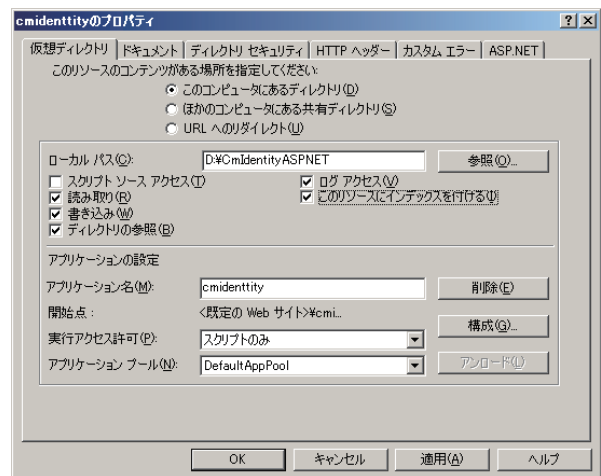 cmidenttityのプロパティ
仮想ディレクトリ ドキュメント ディレクトリ セキュリティ HTTP ヘッダー カスタム エラー ASP.NET
このリソースのコンテンツがある場所を指定してください:
このコンピュータにあるディレクトリ(D)
ほかのコンピュータにある共有ディレクトリ(S)
URL へのリダイレクト(U)
ローカル パス(C): D:¥CmIdentityASPNET 参照(O)...
スクリプト ソース アクセス(T) ログ アクセス(V)
読み取り(R) このリソースにインデックスを付ける(I)
書き込み(W)
ディレクトリの参照(B)
アプリケーションの設定
アプリケーション名(M): cmidenttity 削除(E)
開始点: <既定の Web サイト>¥cmi...
構成(G)...
実行アクセス許可(P): スクリプトのみ
アプリケーション プール(N): DefaultAppPool アンロード(L)
OK キャンセル 適用(A) ヘルプ